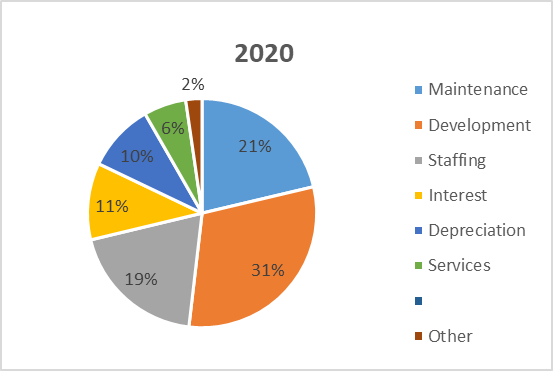 2020
2%
21%
6%
10%
11%
19%
31%
Maintenance
Development
Staffing
Interest
Depreciation
Services
Other